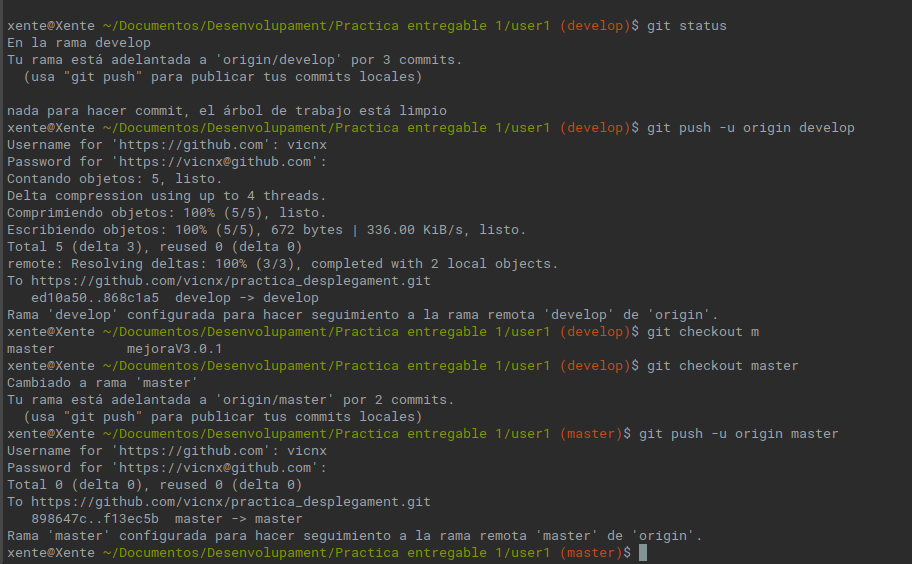 xente@Xente ~/Documentos/Desenvolupament/Practica entregable 1/user1 (develop)$ git status
En la rama develop
Tu rama está adelantada a 'origin/develop' por 3 commits.
  (usa "git push" para publicar tus commits locales)

nada para hacer commit, el árbol de trabajo está limpio
xente@Xente ~/Documentos/Desenvolupament/Practica entregable 1/user1 (develop)$ git push -u origin develop
Username for 'https://github.com': vicnx
Password for 'https://vicnx@github.com':
Contando objetos: 5, listo.
Delta compression using up to 4 threads.
Comprimiendo objetos: 100% (5/5), listo.
Escribiendo objetos: 100% (5/5), 672 bytes | 336.00 KiB/s, listo.
Total 5 (delta 3), reused 0 (delta 0)
remote: Resolving deltas: 100% (3/3), completed with 2 local objects.
To https://github.com/vicnx/practica_desplegament.git
   ed10a50..868c1a5  develop -> develop
Rama 'develop' configurada para hacer seguimiento a la rama remota 'develop' de 'origin'.
xente@Xente ~/Documentos/Desenvolupament/Practica entregable 1/user1 (develop)$ git checkout m
master         mejoraV3.0.1
xente@Xente ~/Documentos/Desenvolupament/Practica entregable 1/user1 (develop)$ git checkout master
Cambiado a rama 'master'
Tu rama está adelantada a 'origin/master' por 2 commits.
  (usa "git push" para publicar tus commits locales)
xente@Xente ~/Documentos/Desenvolupament/Practica entregable 1/user1 (master)$ git push -u origin master
Username for 'https://github.com': vicnx
Password for 'https://vicnx@github.com':
Total 0 (delta 0), reused 0 (delta 0)
To https://github.com/vicnx/practica_desplegament.git
   898647c..f13ec5b  master -> master
Rama 'master' configurada para hacer seguimiento a la rama remota 'master' de 'origin'.
xente@Xente ~/Documentos/Desenvolupament/Practica entregable 1/user1 (master)$